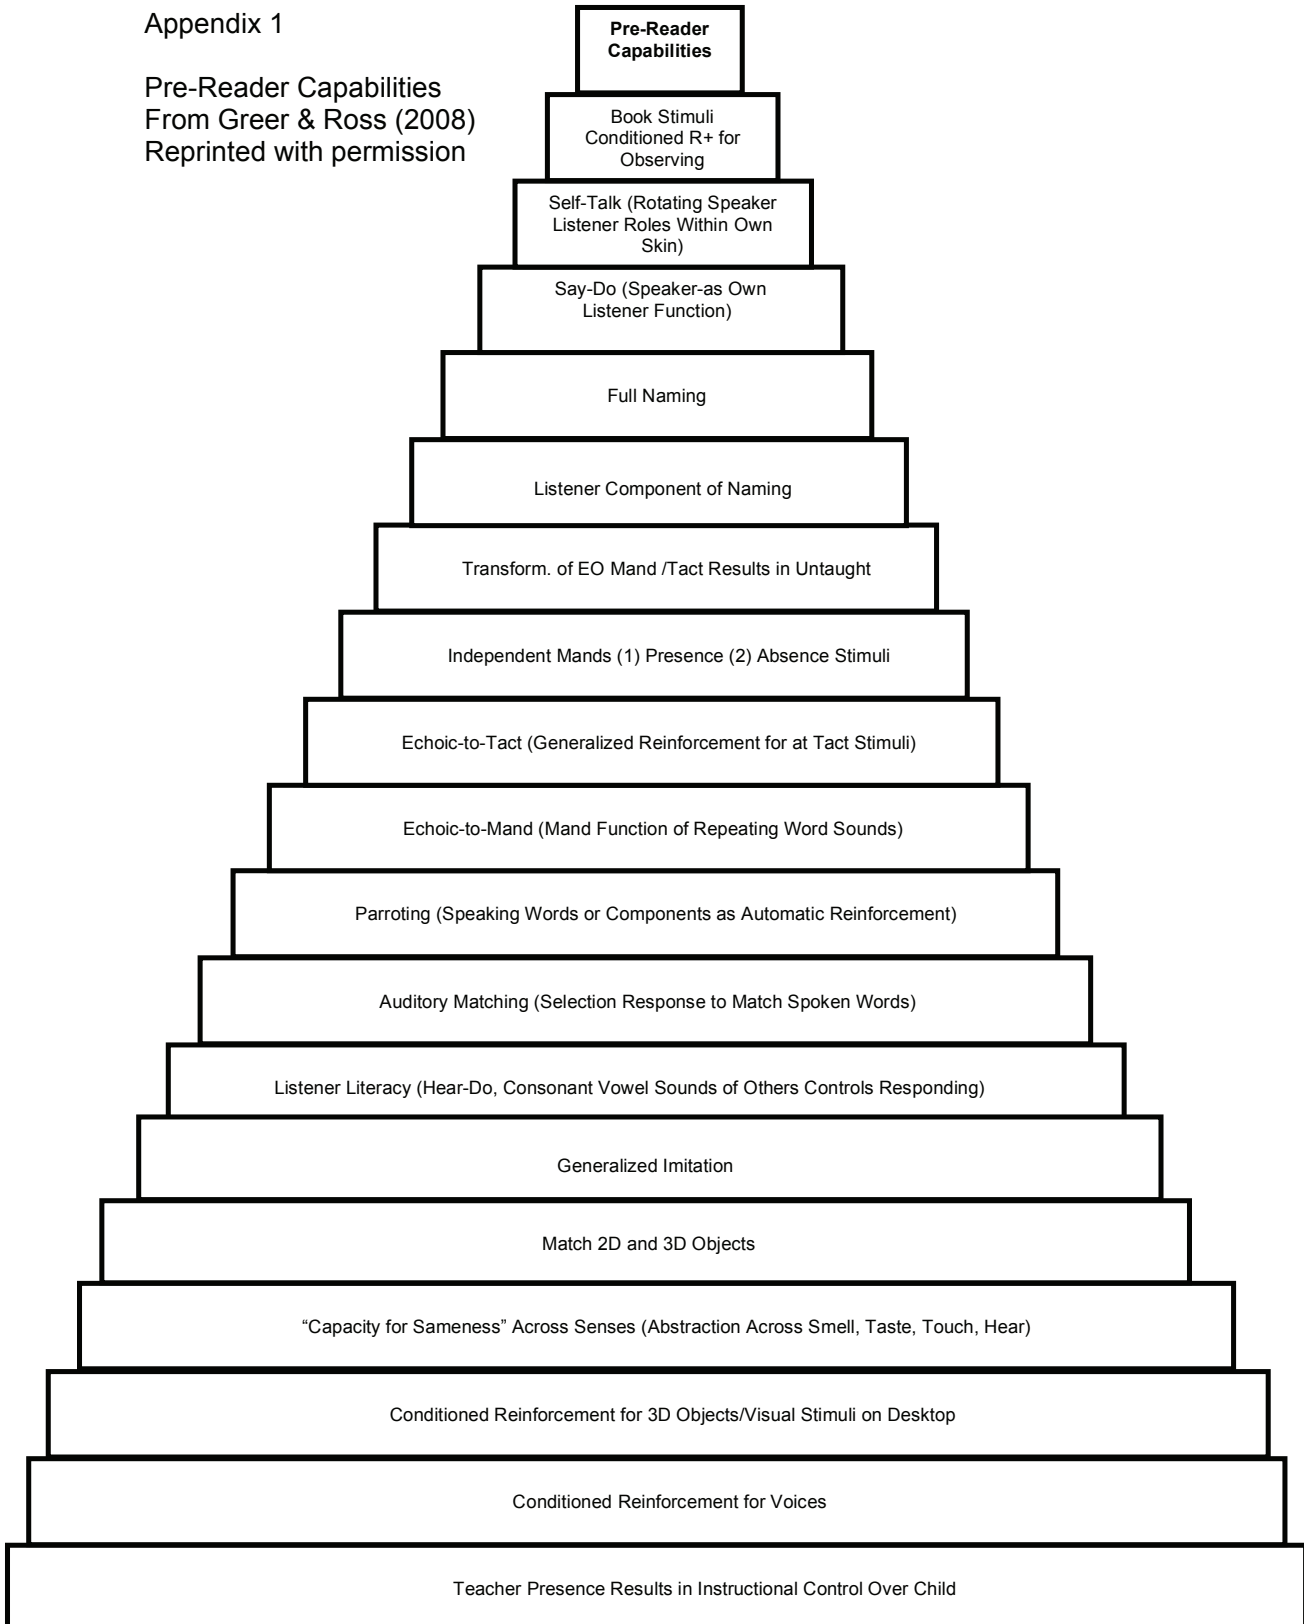 Appendix 1
Pre-Reader Capabilities
From Greer & Ross (2008)
Reprinted with permission
Pre-Reader
Capabilities
Book Stimuli
Conditioned R+ for
Observing
Self-Talk (Rotating Speaker
Listener Roles Within Own
Skin)
Say-Do (Speaker-as Own
Listener Function)
Full Naming
Listener Component of Naming
Transform. of EO Mand /Tact Results in Untaught
Independent Mands (1) Presence (2) Absence Stimuli
Echoic-to-Tact (Generalized Reinforcement for at Tact Stimuli)
Echoic-to-Mand (Mand Function of Repeating Word Sounds)
Parroting (Speaking Words or Components as Automatic Reinforcement)
Auditory Matching (Selection Response to Match Spoken Words)
Listener Literacy (Hear-Do, Consonant Vowel Sounds of Others Controls Responding)
Generalized Imitation
Match 2D and 3D Objects
“Capacity for Sameness” Across Senses (Abstraction Across Smell, Taste, Touch, Hear)
Conditioned Reinforcement for 3D Objects/Visual Stimuli on Desktop
Conditioned Reinforcement for Voices
Teacher Presence Results in Instructional Control Over Child